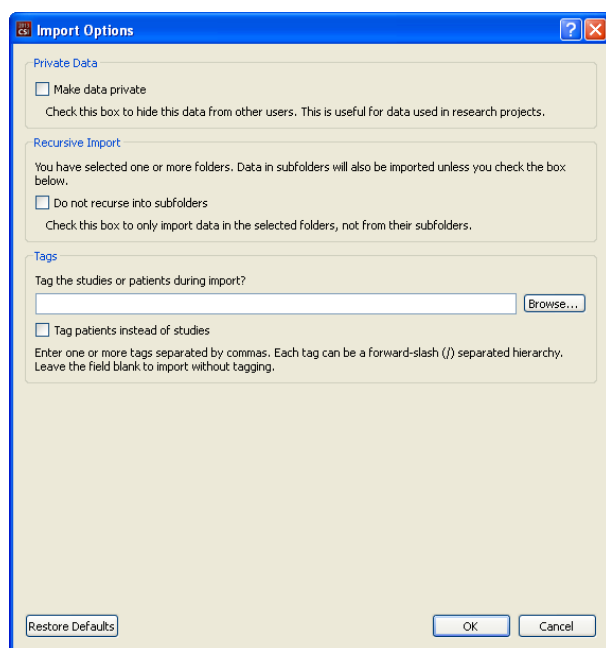 2013
CSI
Import Options
?
Private Data
Make data private
Check this box to hide this data from other users. This is useful for data used in research projects.
Recursive Import
You have selected one or more folders. Data in subfolders will also be imported unless you check the box
below.
Do not recurse into subfolders
Check this box to only import data in the selected folders, not from their subfolders.
Tags
Tag the studies or patients during import?
Browse...
Tag patients instead of studies
Enter one or more tags separated by commas. Each tag can be a forward-slash (/) separated hierarchy.
Leave the field blank to import without tagging.
Restore Defaults
OK
Cancel